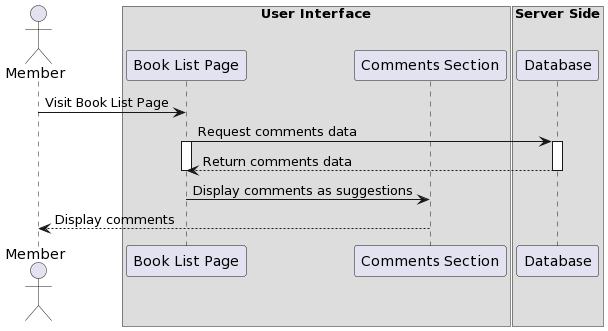 User Interface
Server Side
Member
Book List Page
Comments Section
Database
Visit Book List Page
Request comments data
Return comments data
Display comments as suggestions
Display comments
Member
Book List Page
Comments Section
Database